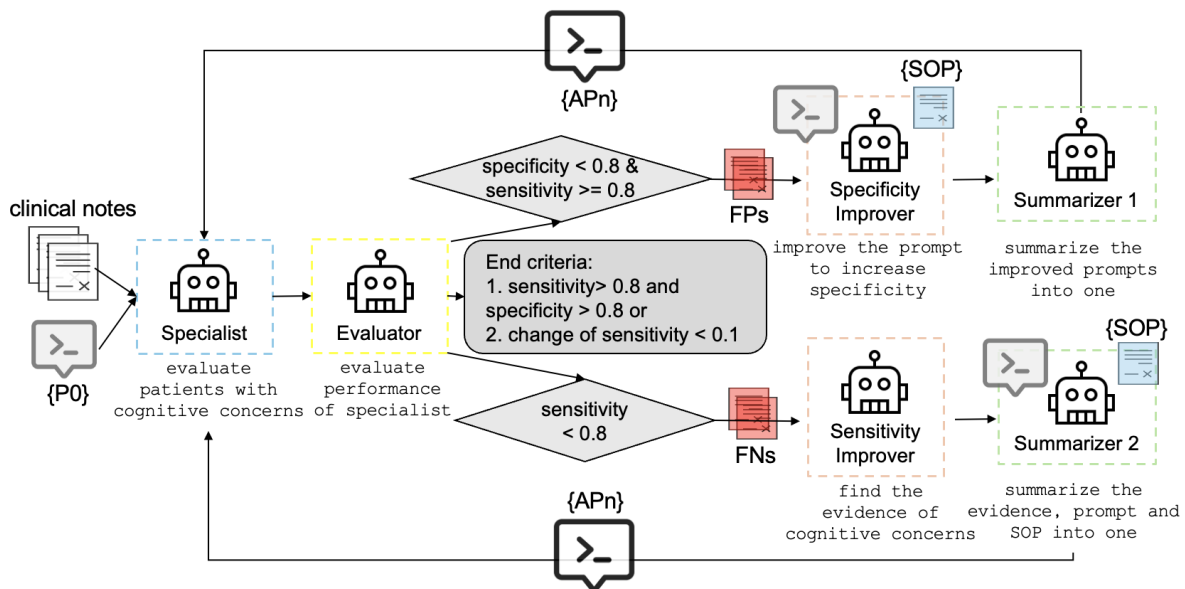 {APn}
{SOP}
specificity < 0.8 &
sensitivity >= 0.8
FPs
Specificity
Improver
Summarizer 1
improve the prompt
to increase
specificity
summarize the
improved prompts
into one
clinical notes
{P0}
Specialist
evaluate
patients with
cognitive concerns
Evaluator
evaluate
performance
of specialist
End criteria:
1. sensitivity> 0.8 and
specificity > 0.8 or
2. change of sensitivity < 0.1
{SOP}
sensitivity
< 0.8
FNs
Sensitivity
Improver
Summarizer 2
find the
evidence of
cognitive concerns
summarize the
evidence, prompt and
SOP into one
{APn}